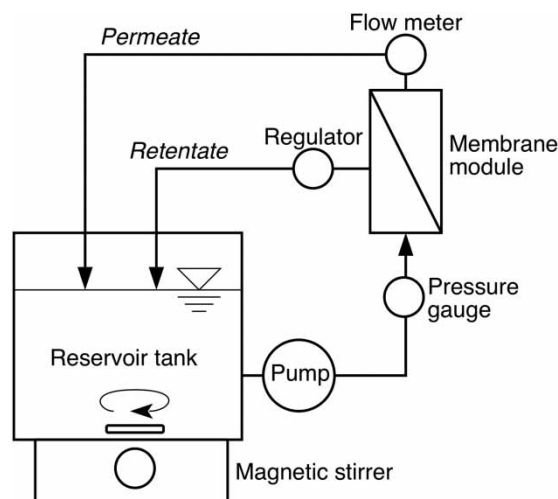 Flow meter
Permeate
Regulator
Retentate
Membrane
module
Pressure
gauge
Reservoir tank
Pump
Magnetic stirrer